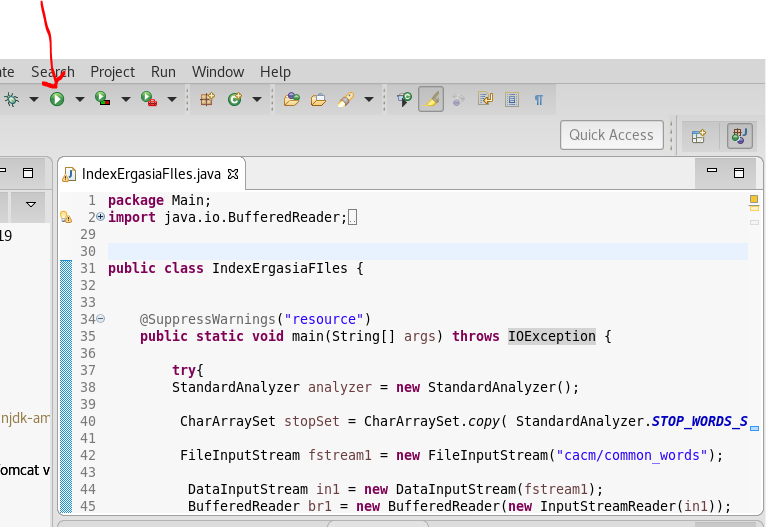 ate Search Project Run Window Help
Quick Access
IndexErgasiaFIles.java
19
1 package Main;
2 import java.io.BufferedReader;
29
30
31 public class IndexErgasiaFIles {
32
33
34 @SuppressWarnings("resource")
35 public static void main(String[] args) throws IOException {
36
37 try{
38 StandardAnalyzer analyzer = new StandardAnalyzer();
39
40 CharArraySet stopSet = CharArraySet.copy( StandardAnalyzer.STOP_WORDS_S
41
42 FileInputStream fstream1 = new FileInputStream("cacm/common_words");
43
44 DataInputStream in1 = new DataInputStream(fstream1);
45 BufferedReader br1 = new BufferedReader(new InputStreamReader(in1));
njdk-am
omcat v